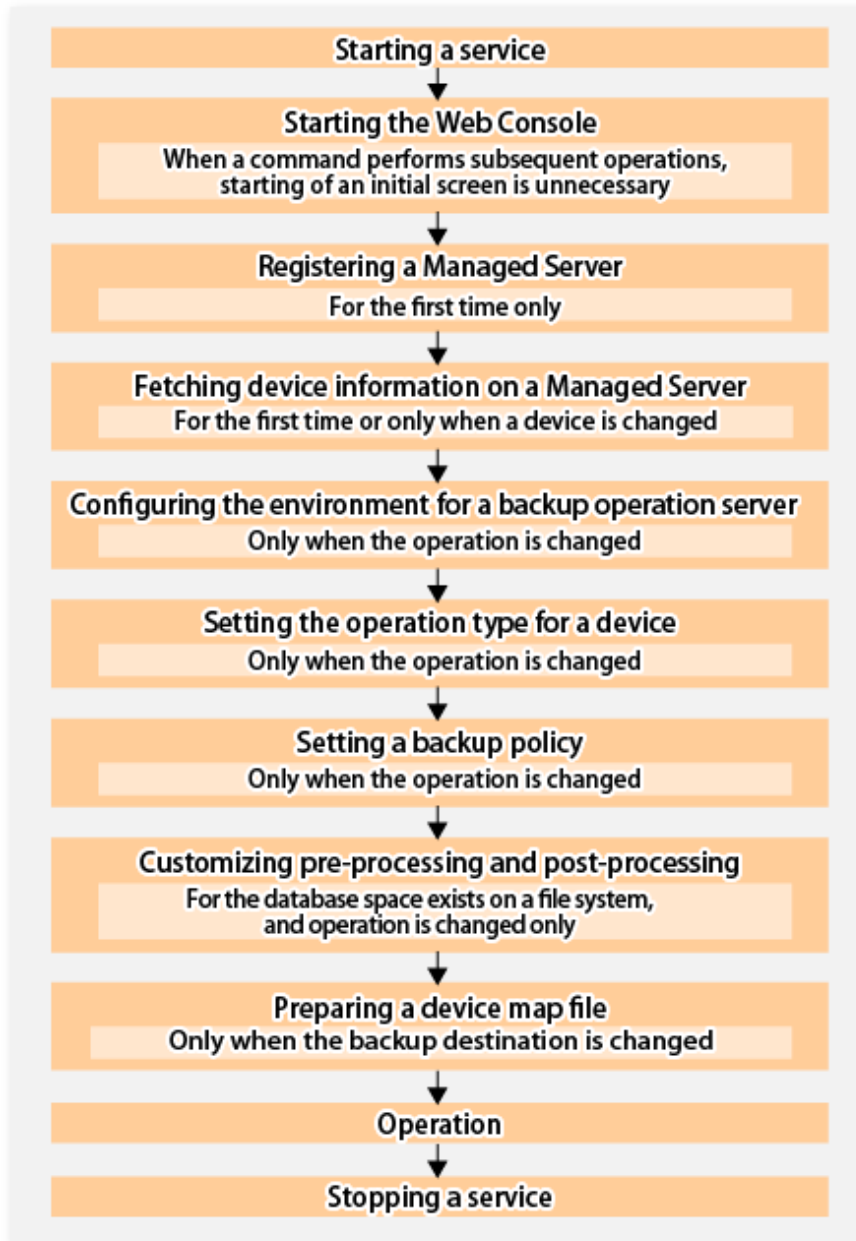 Starting a service
Starting the Web Console
When a command performs subsequent operations,
starting of an initial screen is unnecessary
Registering a Managed Server
For the first time only
Fetching device information on a Managed Server
For the first time or only when a device is changed
Configuring the environment for a backup operation server
Only when the operation is changed
Setting the operation type for a device
Only when the operation is changed
Setting a backup policy
Only when the operation is changed
Customizing pre-processing and post-processing
For the database space exists on a file system,
and operation is changed only
Preparing a device map file
Only when the backup destination is changed
Operation
Stopping a service